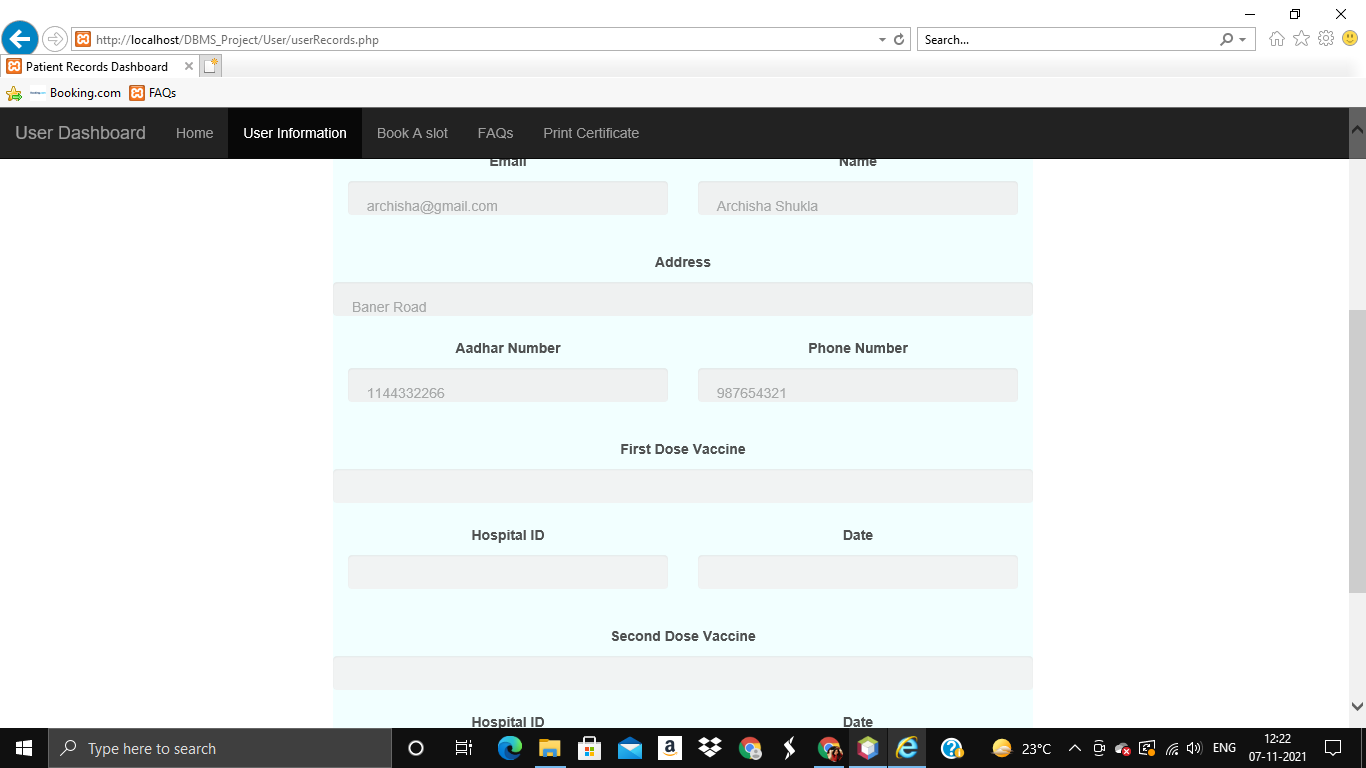 http://localhost/DBMS_Project/User/userRecords.php
Search...
Patient Records Dashboard
Booking.com
FAQs
User Dashboard Home User Information Book A slot FAQs Print Certificate
Email Name
archisha@gmail.com Archisha Shukla
Address
Baner Road
Aadhar Number Phone Number
1144332266 987654321
First Dose Vaccine
Hospital ID Date
Second Dose Vaccine
Hospital ID Date
Type here to search
23°C
ENG
12:22
07-11-2021